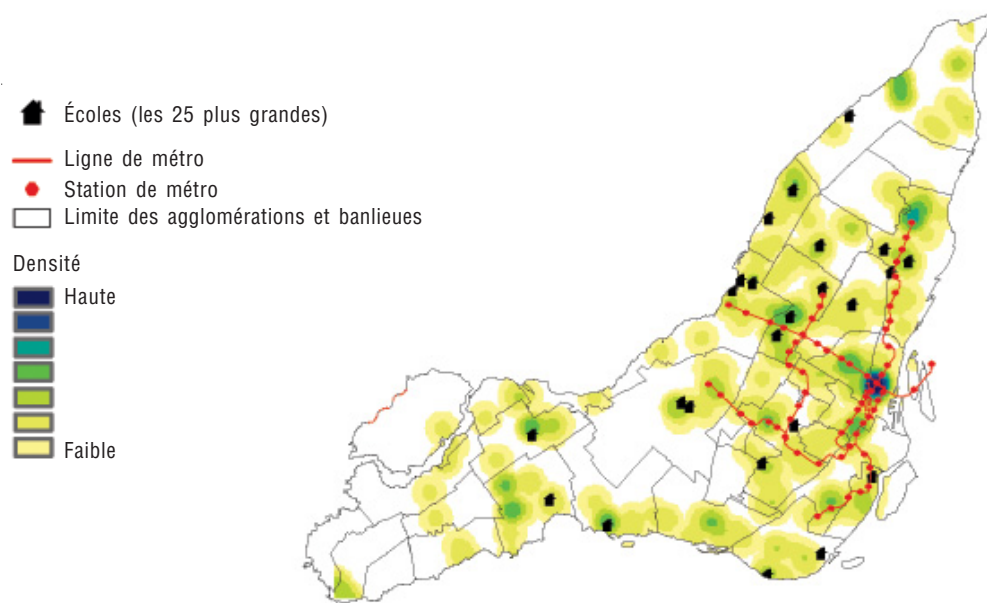 Écoles (les 25 plus grandes)
Ligne de métro
Station de métro
Limite des agglomérations et banlieues
Densité
Haute
Faible